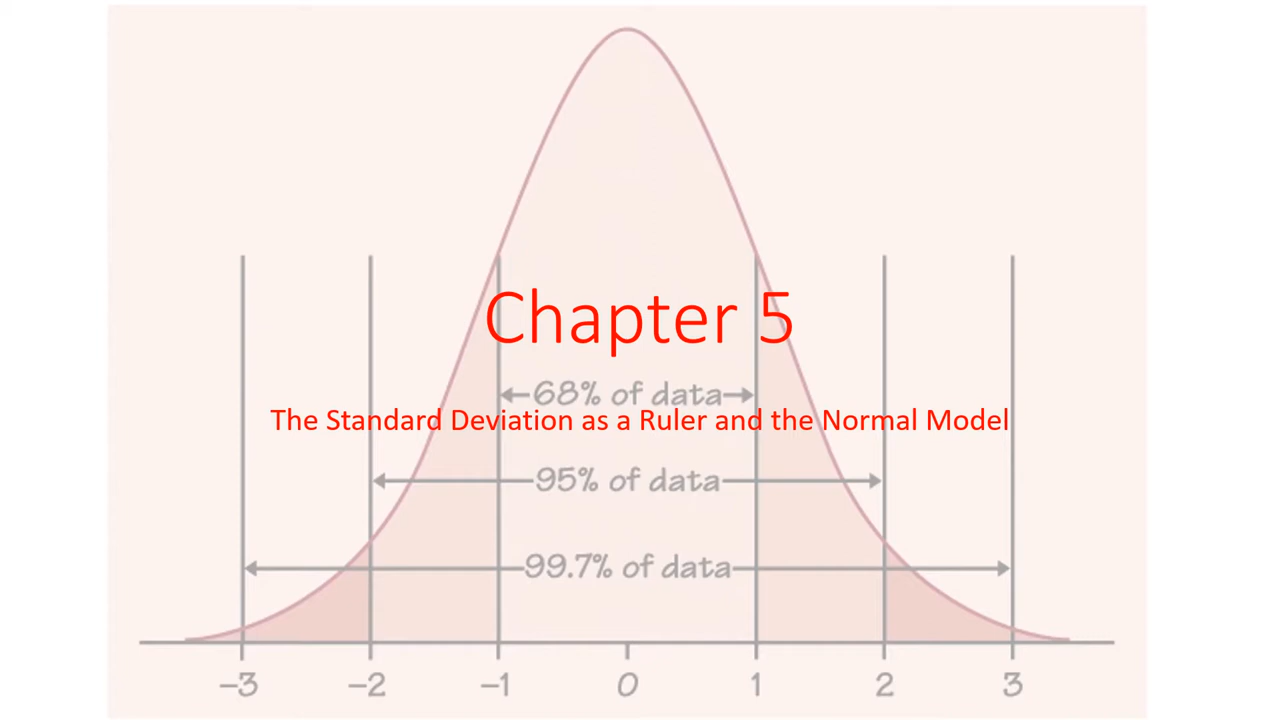 Chapter 5
68% of data
The Standard Deviation as a Ruler and the Normal Model
95% of data
99.7% of data
−3 −2 −1 0 1 2 3